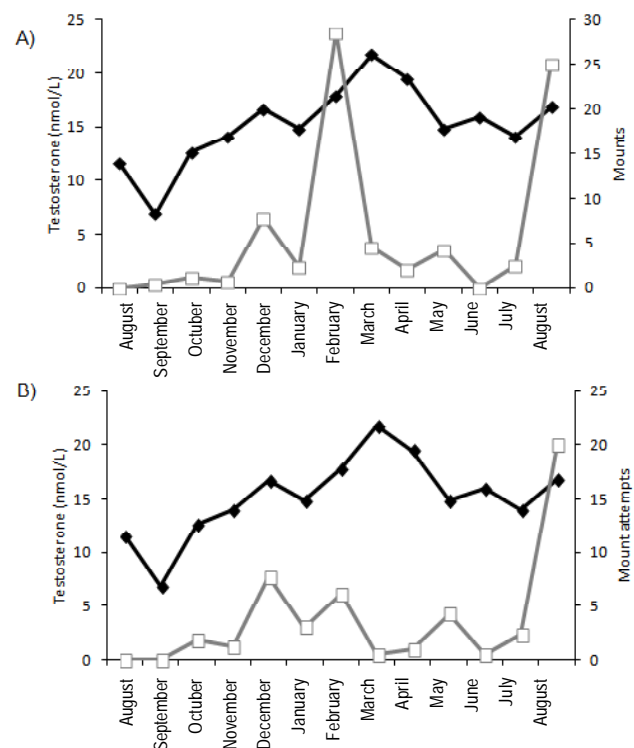 A)
Testosterone (nmol/L)
25
20
15
10
5
0
30
25
20
15
10
5
0
Mounts
August
September
Octuber
November
December
January
February
March
April
May
June
July
August
B)
Testosterone (nmol/L)
25
20
15
10
5
0
25
20
15
10
5
0
Mount attempts
August
September
October
November
December
January
February
March
April
May
June
July
August